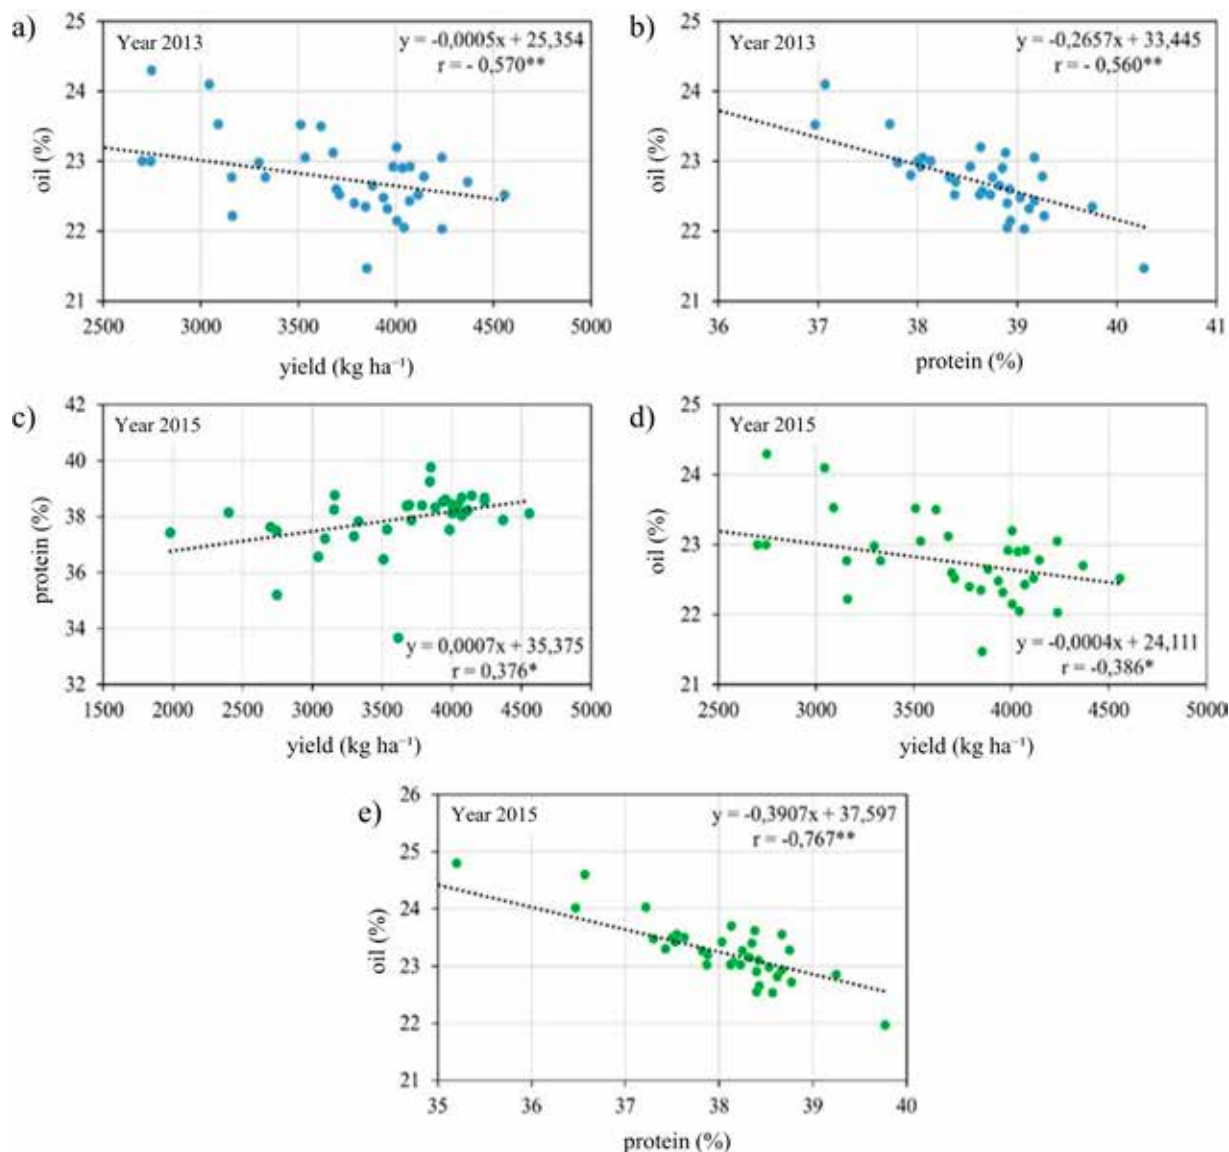 a)
Year 2013
y = -0,0005x + 25,354
r = - 0,570**
25
24
23
22
21
oil (%)
2500 3000 3500 4000 4500 5000
yield (kg ha⁻¹)
b)
Year 2013
y = -0,2657x + 33,445
r = - 0,560**
25
24
23
22
21
oil (%)
36 37 38 39 40 41
protein (%)
c)
Year 2015
42
40
38
36
34
32
protein (%)
y = 0,0007x + 35,375
r = 0,376*
1500 2000 2500 3000 3500 4000 4500 5000
yield (kg ha⁻¹)
d)
Year 2015
25
24
23
22
21
oil (%)
y = -0,0004x + 24,111
r = -0,386*
2500 3000 3500 4000 4500 5000
yield (kg ha⁻¹)
e)
Year 2015
y = -0,3907x + 37,597
r = -0,767**
26
25
24
23
22
21
oil (%)
35 36 37 38 39 40
protein (%)